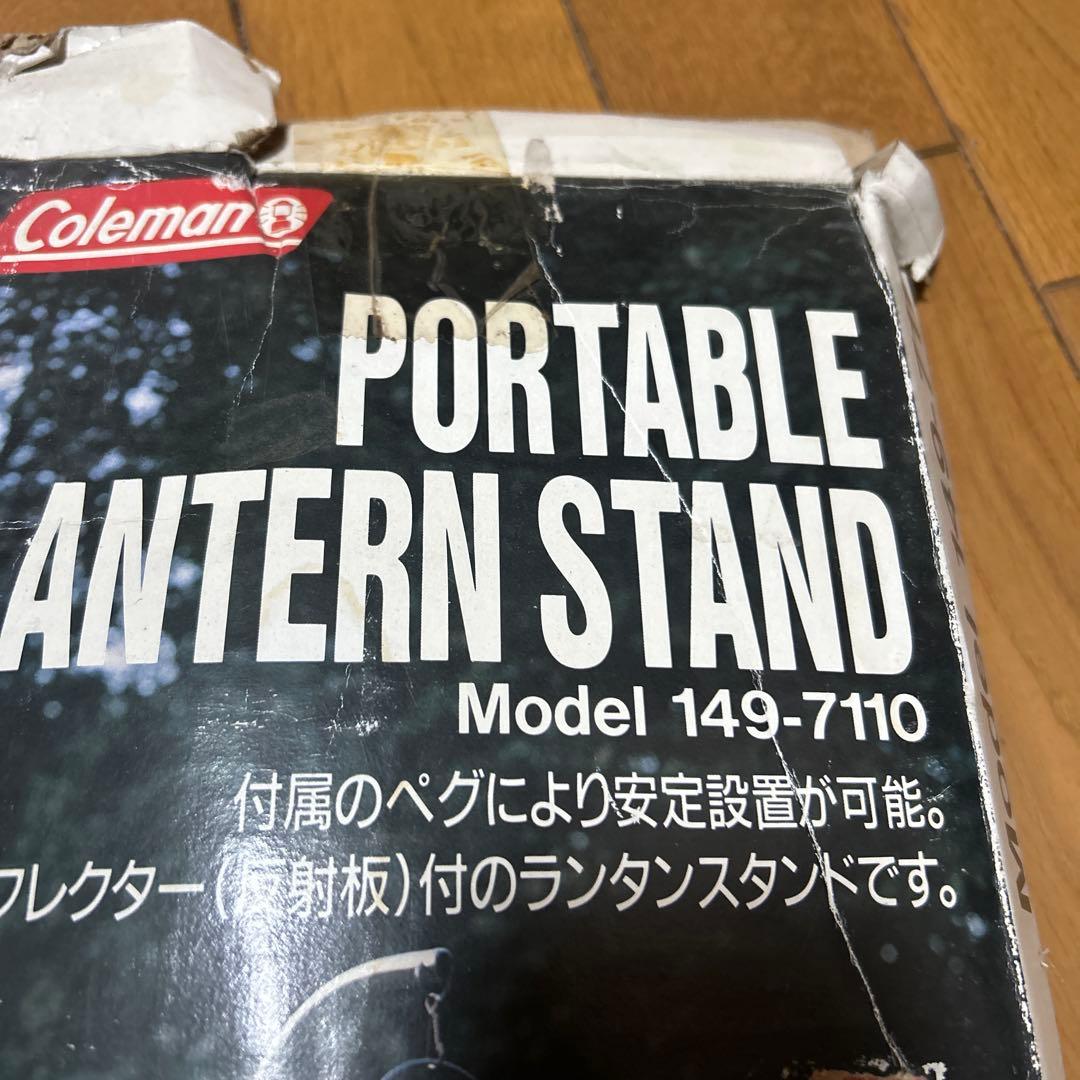 Coleman
PORTABLE
ANTERN STAND
Model 149-7110
付属のペグにより安定設置が可能。
フレクター(反射板)付のランタンスタンドです。